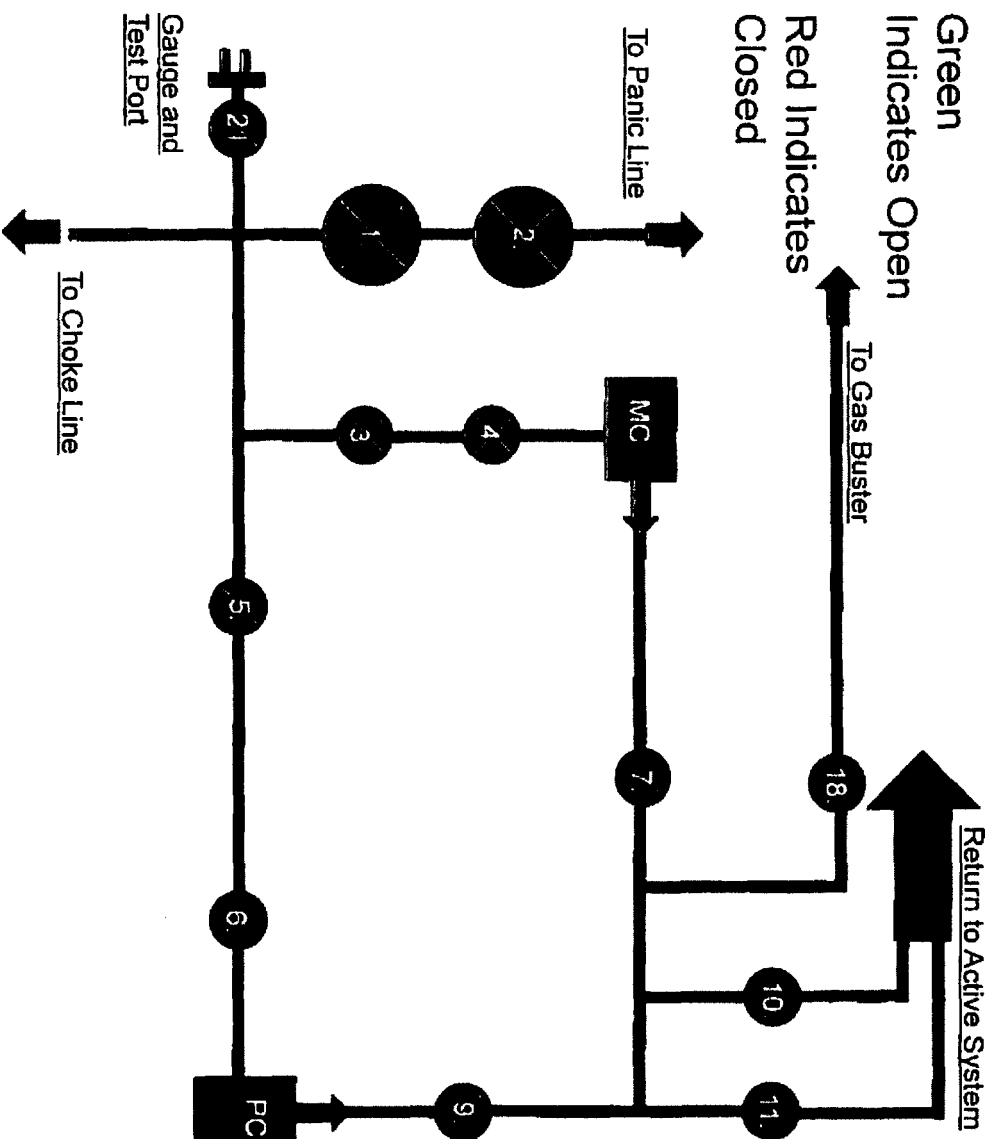 Green
Indicates Open
Red Indicates
Closed
To Gas Buster
Return to Active System
To Panic Line
18.
10.
11.
MC
7.
2.
4.
9.
1.
3.
Gauge and
Test Port
21.
5.
6.
PC
To Choke Line